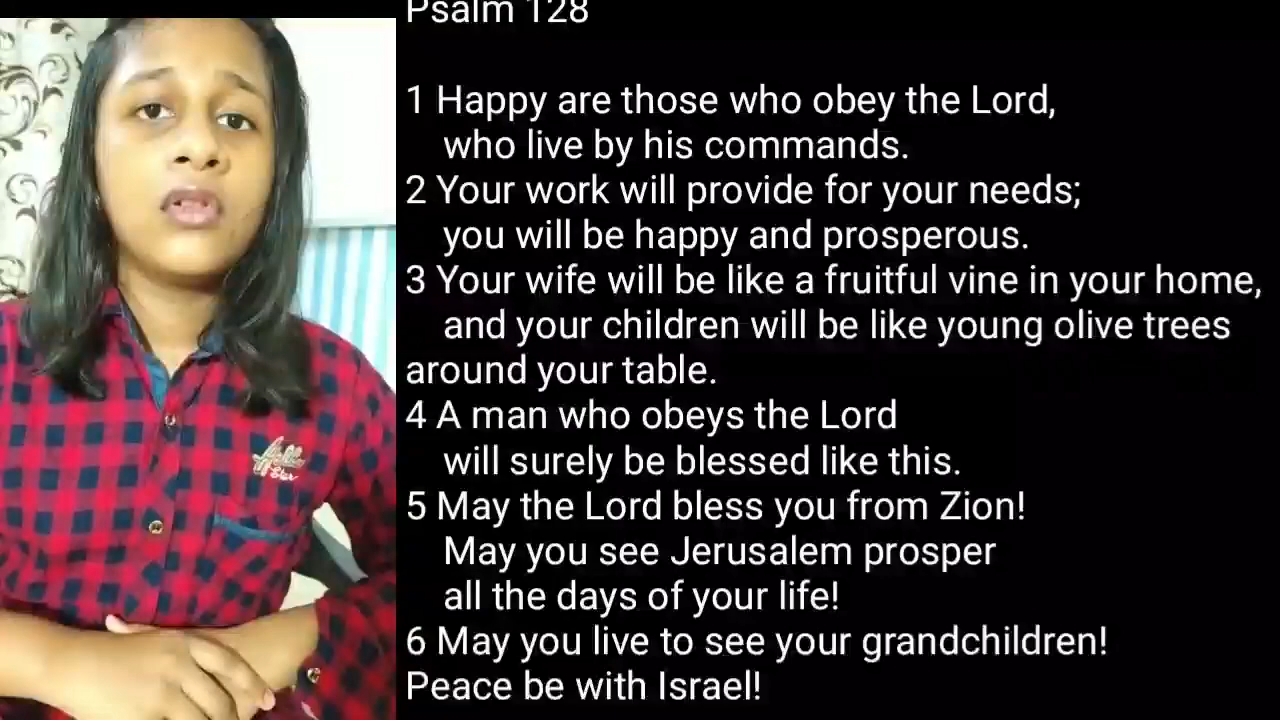 Psalm 128
1 Happy are those who obey the Lord,
who live by his commands.
2 Your work will provide for your needs;
you will be happy and prosperous.
3 Your wife will be like a fruitful vine in your home,
and your children will be like young olive trees
around your table.
4 A man who obeys the Lord
will surely be blessed like this.
5 May the Lord bless you from Zion!
May you see Jerusalem prosper
all the days of your life!
6 May you live to see your grandchildren!
Peace be with Israel!
Star